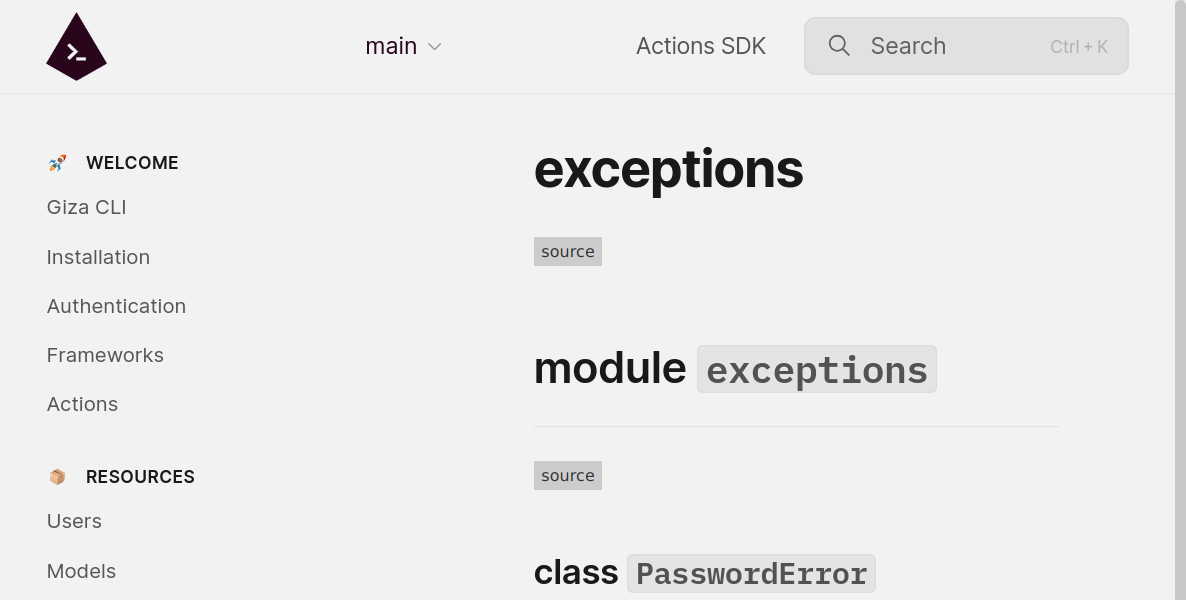 main
Actions SDK
Search
Ctrl + K
WELCOME
Giza CLI
Installation
Authentication
Frameworks
Actions
RESOURCES
Users
Models
exceptions
source
module exceptions
source
class PasswordError